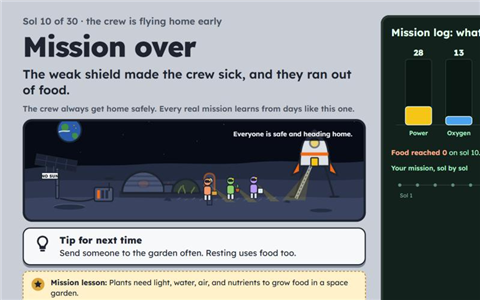 Sol 10 of 30 · the crew is flying home early
Mission over
The weak shield made the crew sick, and they ran out
of food.
The crew always get home safely. Every real mission learns from days like this one.
Everyone is safe and heading home.
NO SUN
Tip for next time
Send someone to the garden often. Resting uses food too.
Mission lesson: Plants need light, water, air, and nutrients to grow food in a space
garden.
Mission log: what
28 13
Power Oxygen
Food reached 0 on sol 10.
Your mission, sol by sol
Sol 1